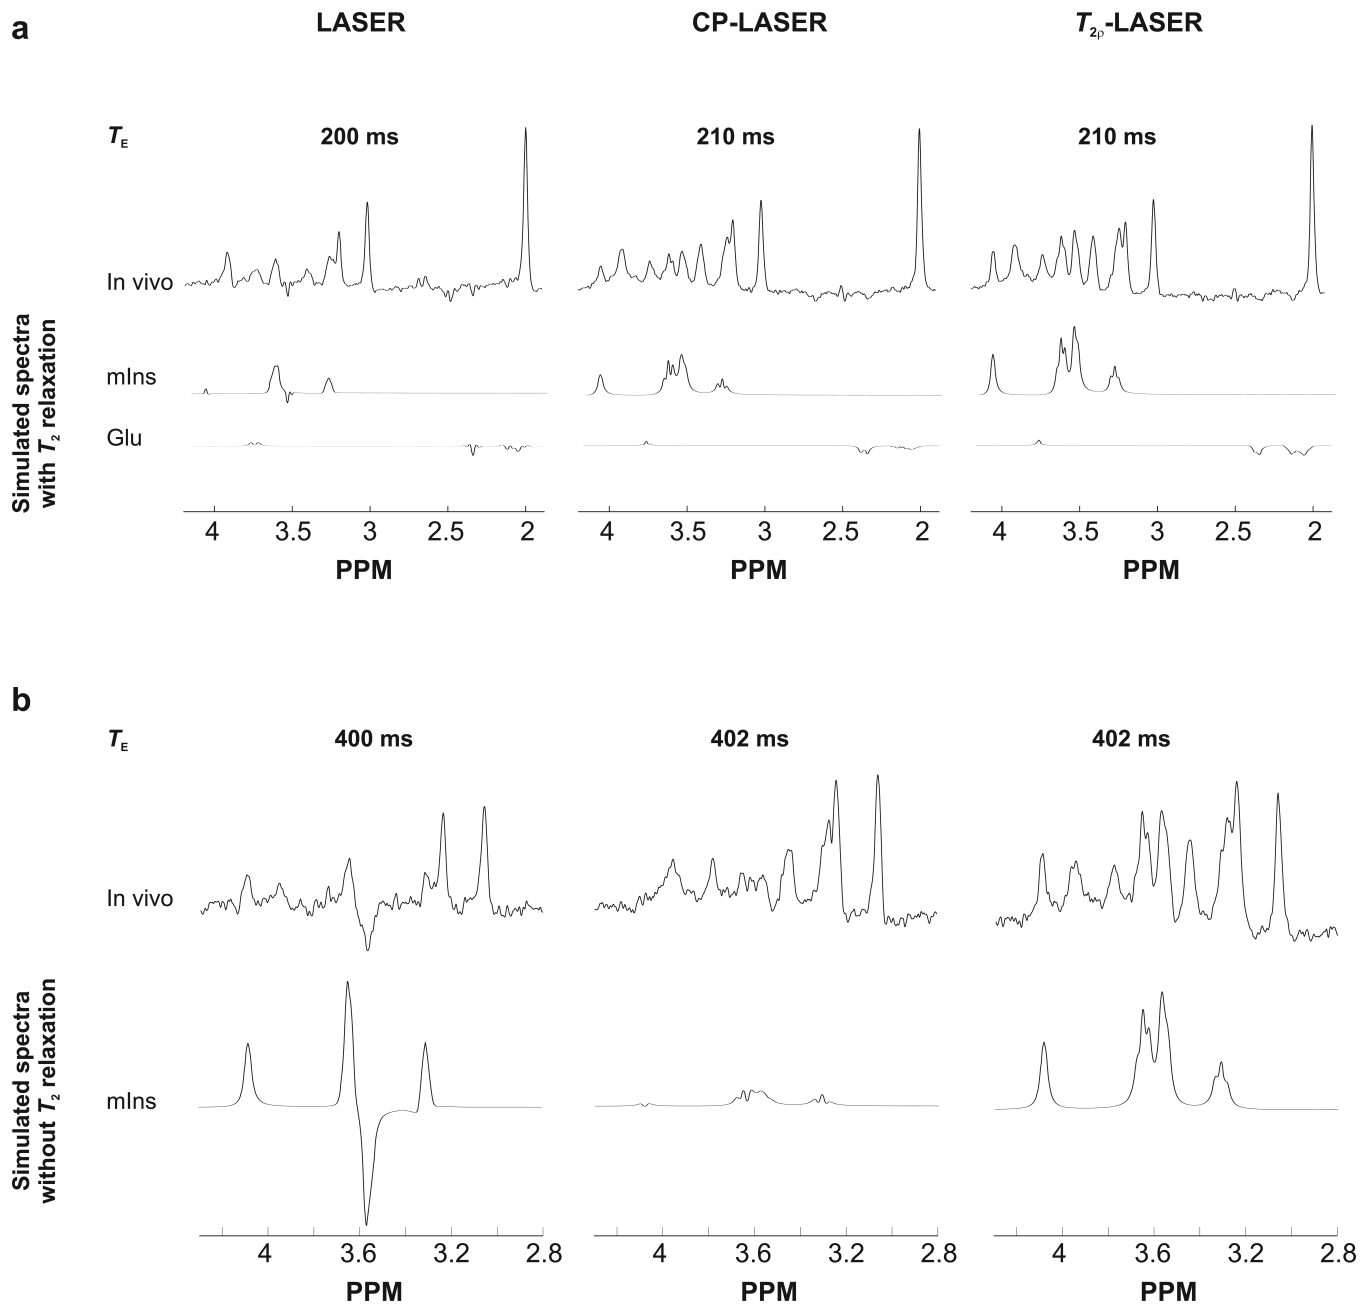 a
LASER
CP-LASER
T2ρ-LASER
TE
200 ms
210 ms
210 ms
In vivo
Simulated spectra
with T2 relaxation
mIns
Glu
4 3.5 3 2.5 2
4 3.5 3 2.5 2
4 3.5 3 2.5 2
PPM
PPM
PPM
b
TE
400 ms
402 ms
402 ms
In vivo
Simulated spectra
without T2 relaxation
mIns
4 3.6 3.2 2.8
4 3.6 3.2 2.8
4 3.6 3.2 2.8
PPM
PPM
PPM